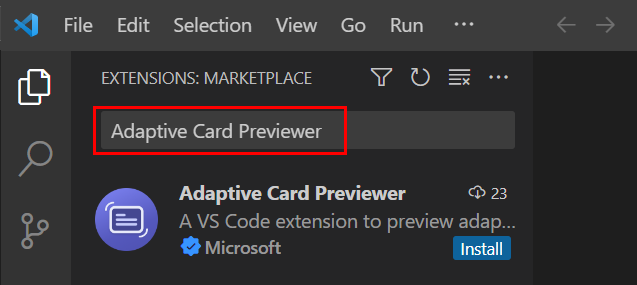 File Edit Selection View Go Run ...
EXTENSIONS: MARKETPLACE
Adaptive Card Previewer
Adaptive Card Previewer 23
A VS Code extension to preview adap...
Microsoft Install